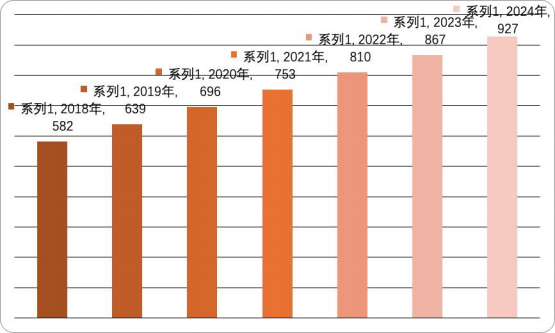 系列1, 2018年,
582
系列1, 2019年,
639
系列1, 2020年,
696
系列1, 2021年,
753
系列1, 2022年,
810
系列1, 2023年,
867
系列1, 2024年,
927